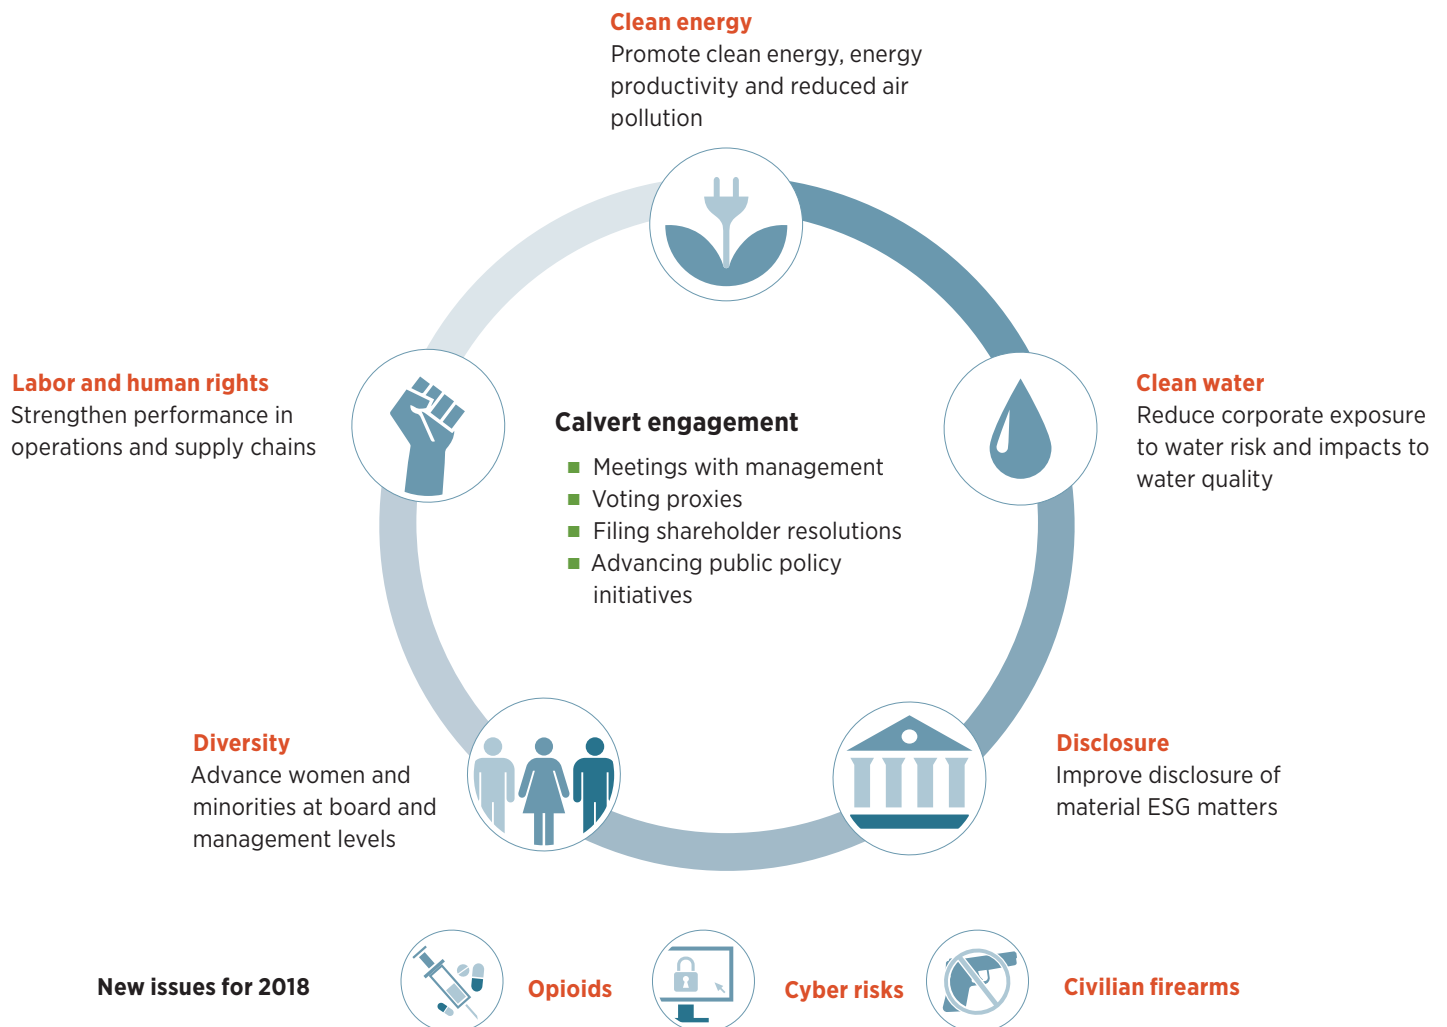 Clean energy
Promote clean energy, energy
productivity and reduced air
pollution
Labor and human rights
Strengthen performance in
operations and supply chains
Calvert engagement
Meetings with management
Voting proxies
Filing shareholder resolutions
Advancing public policy
initiatives
Clean water
Reduce corporate exposure
to water risk and impacts to
water quality
Diversity
Advance women and
minorities at board and
management levels
Disclosure
Improve disclosure of
material ESG matters
New issues for 2018
Opioids
Cyber risks
Civilian firearms